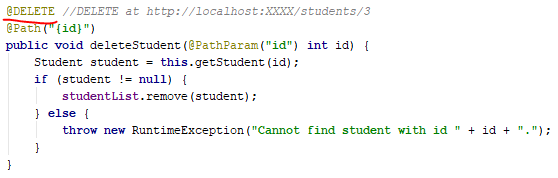 @DELETE //DELETE at http://localhost:XXXX/students/3
@Path("{id}")
public void deleteStudent(@PathParam("id") int id) {
    Student student = this.getStudent(id);
    if (student != null) {
        studentList.remove(student);
    } else {
        throw new RuntimeException("Cannot find student with id " + id + ".");
    }
}